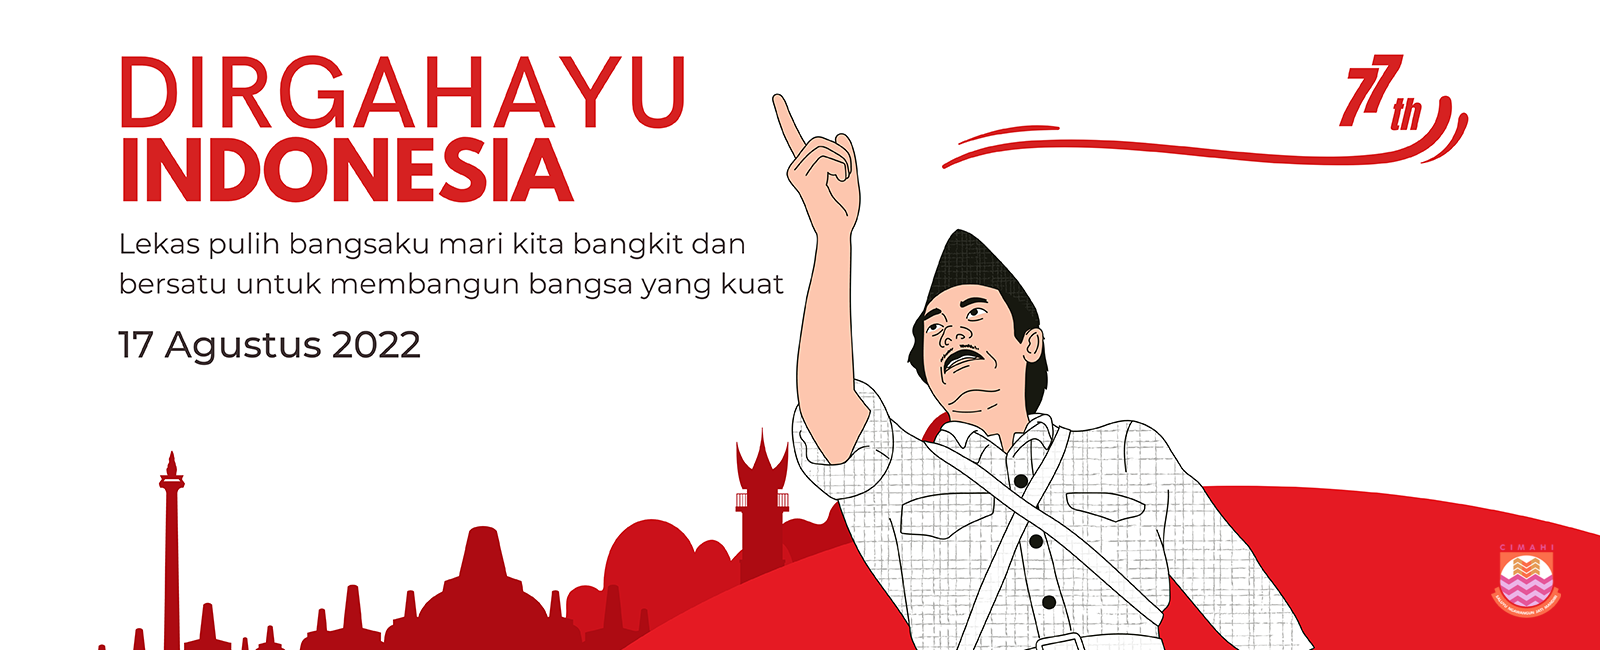 DIRGAHAYU
INDONESIA
Lekas pulih bangsaku mari kita bangkit dan
bersatu untuk membangun bangsa yang kuat
17 Agustus 2022
77th
CIMAHI